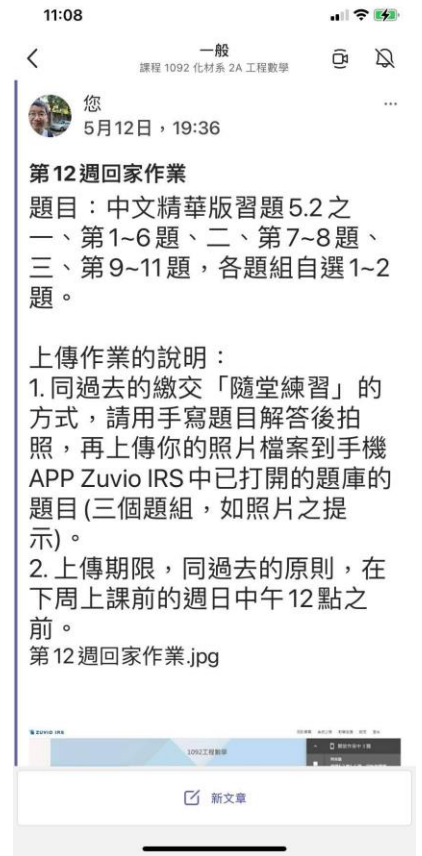 11:08
一般
課程 1092 化材系 2A 工程數學
您
5月12日，19:36
第12週回家作業
題目：中文精華版習題5.2之
一、第1~6題、二、第7~8題、
三、第9~11題，各題組自選1~2
題。
上傳作業的說明：
1. 同過去的繳交「隨堂練習」的
方式，請用手寫題目解答後拍
照，再上傳你的照片檔案到手機
APP Zuvio IRS 中已打開的題庫的
題目(三個題組，如照片之提
示)。
2. 上傳期限，同過去的原則，在
下周上課前的週日中午12點之
前。
第12週回家作業.jpg
ZUVIO IRS
1092工程數學
新文章